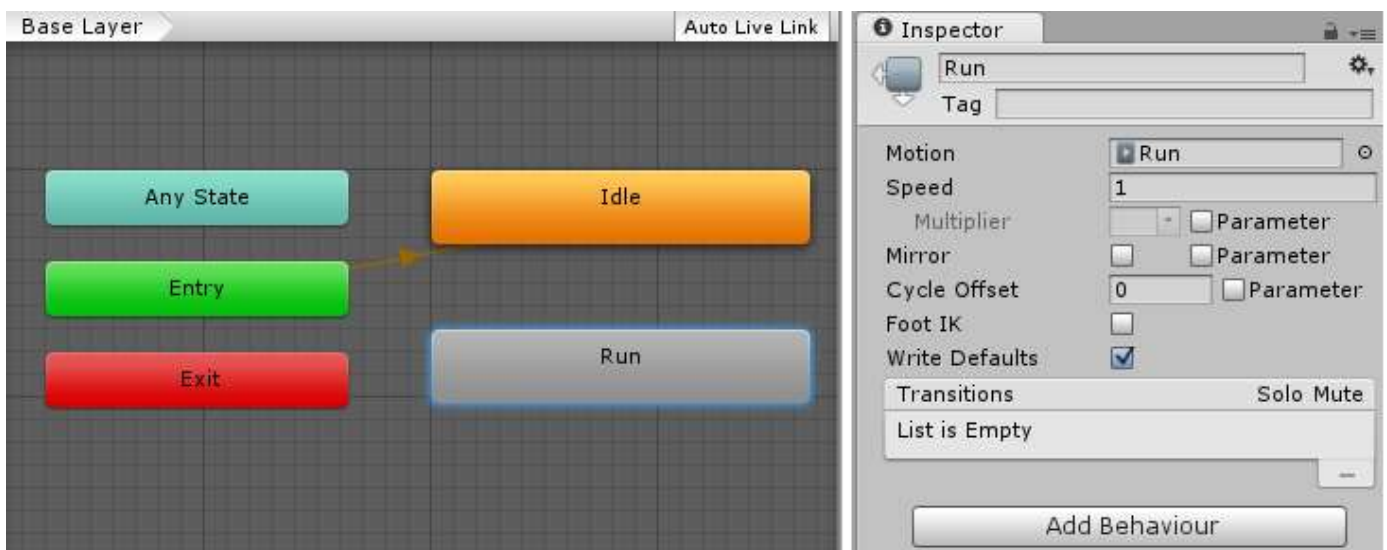 Base Layer
Auto Live Link
Any State
Idle
Entry
Run
Exit
Inspector
Run
Tag
Motion Run
Speed 1
Multiplier Parameter
Mirror Parameter
Cycle Offset 0 Parameter
Foot IK
Write Defaults
Transitions Solo Mute
List is Empty
Add Behaviour